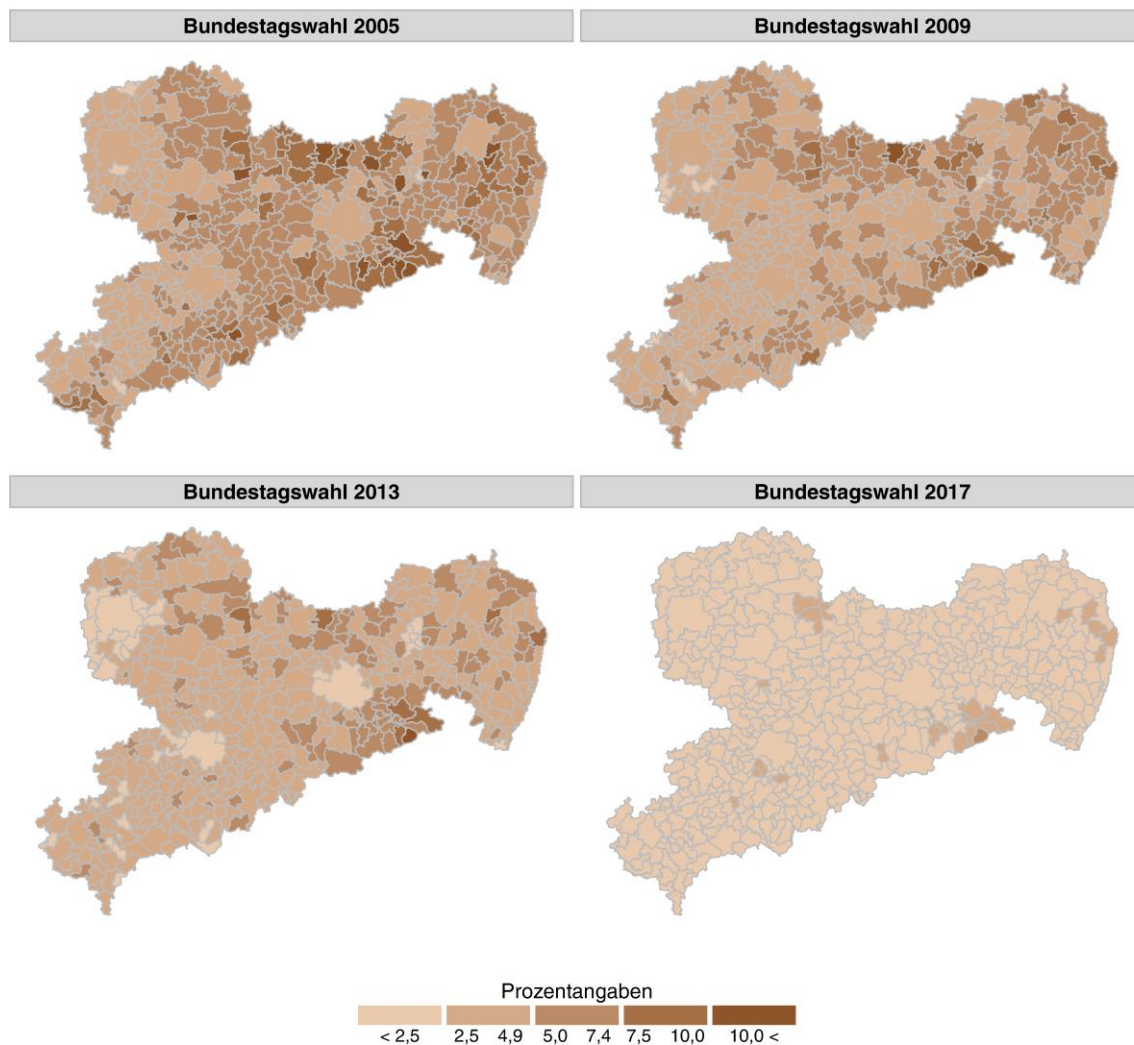 Bundestagswahl 2005
Bundestagswahl 2009
Bundestagswahl 2013
Bundestagswahl 2017
Prozentangaben
< 2,5 2,5 4,9 5,0 7,4 7,5 10,0 10,0 <